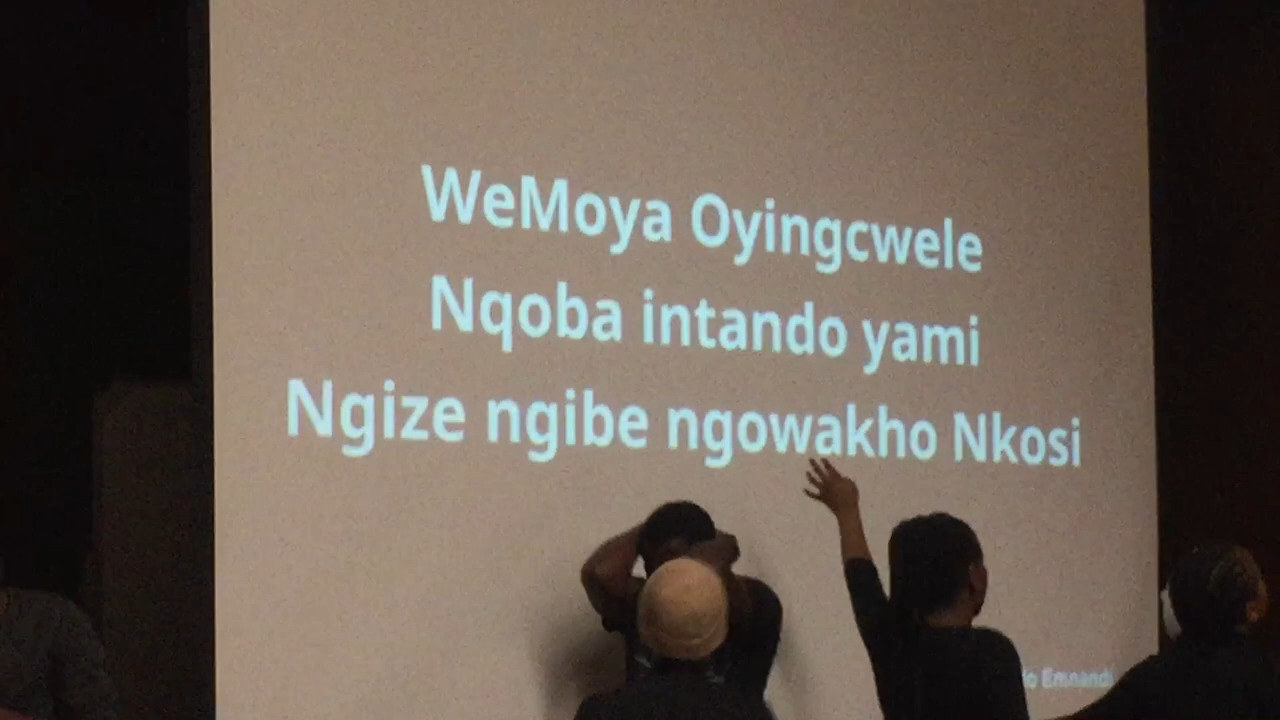 WeMoya Oyingcwele
Nqoba intando yami
Ngize ngibe ngowakho Nkosi